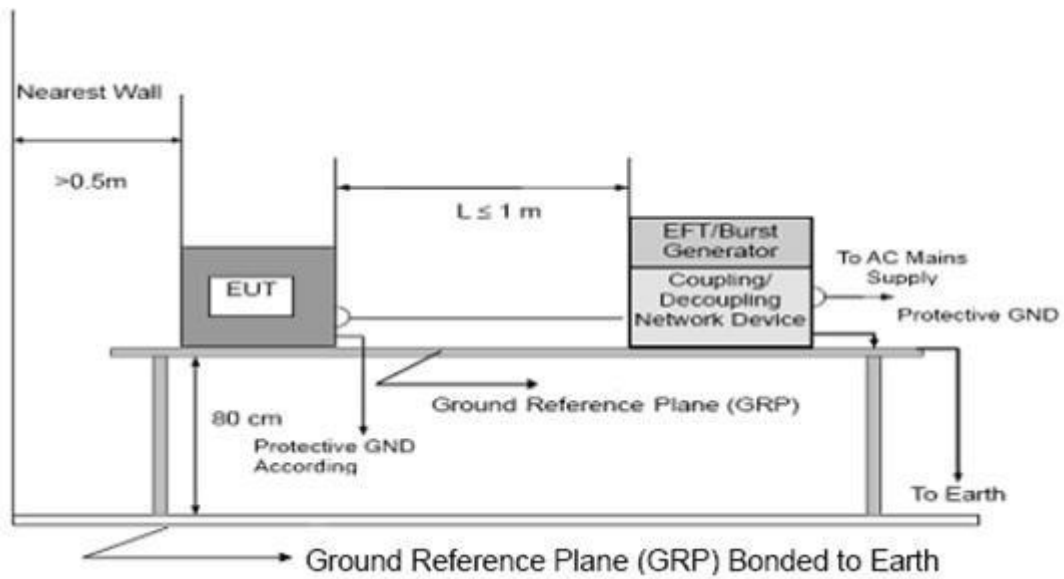 Nearest Wall
>0.5m
L ≤ 1 m
EFT/Burst
Generator
EUT
Coupling/
Decoupling
Network Device
To AC Mains
Supply
Protective GND
80 cm
Ground Reference Plane (GRP)
Protective GND
According
To Earth
Ground Reference Plane (GRP) Bonded to Earth